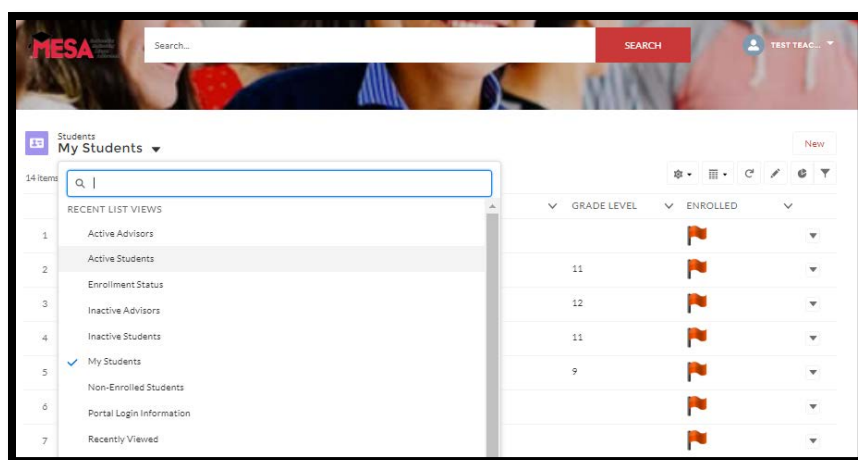 MESA
Search...
SEARCH
TEST TEAC...
Students
My Students
New
14 items
RECENT LIST VIEWS
GRADE LEVEL
ENROLLED
1
Active Advisors
Active Students
2
11
Enrollment Status
3
Inactive Advisors
12
4
Inactive Students
11
My Students
5
9
Non-Enrolled Students
6
Portal Login Information
7
Recently Viewed